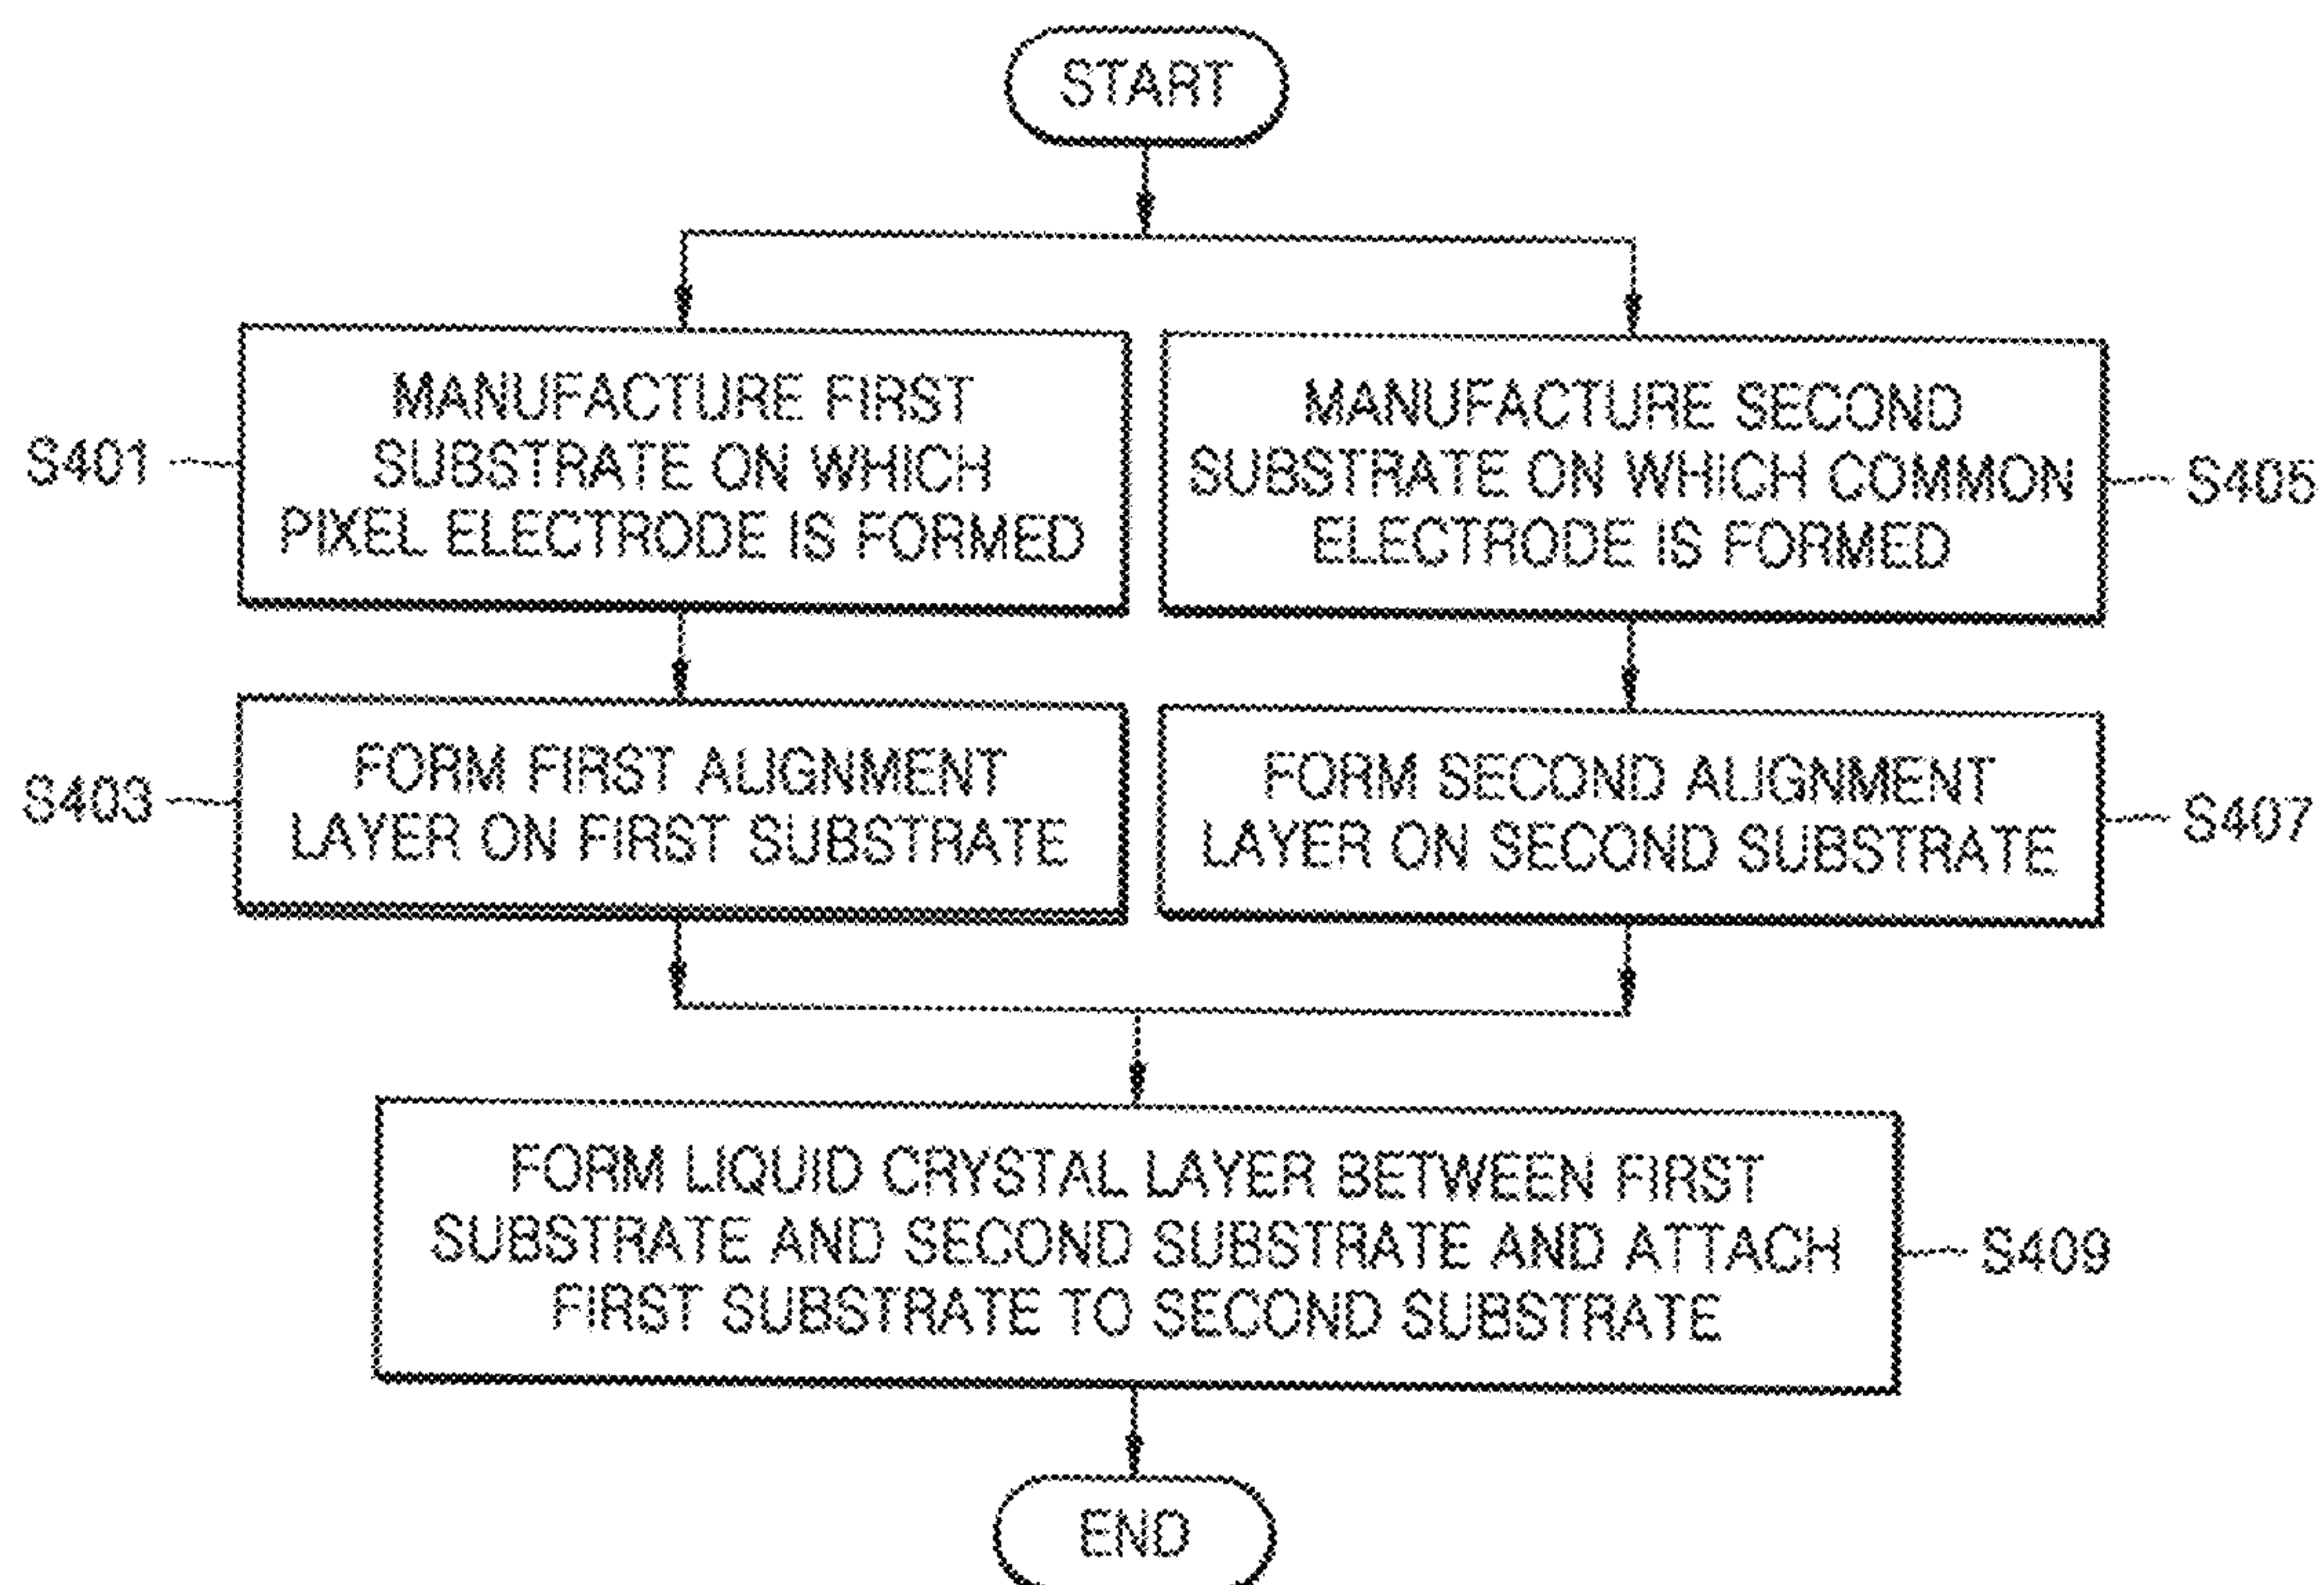 START
MANUFACTURE FIRST
SUBSTRATE ON WHICH
PIXEL ELECTRODE IS FORMED
S401
MANUFACTURE SECOND
SUBSTRATE ON WHICH COMMON
ELECTRODE IS FORMED
S405
FORM FIRST ALIGNMENT
LAYER ON FIRST SUBSTRATE
S403
FORM SECOND ALIGNMENT
LAYER ON SECOND SUBSTRATE
S407
FORM LIQUID CRYSTAL LAYER BETWEEN FIRST
SUBSTRATE AND SECOND SUBSTRATE AND ATTACH
FIRST SUBSTRATE TO SECOND SUBSTRATE
S409
END